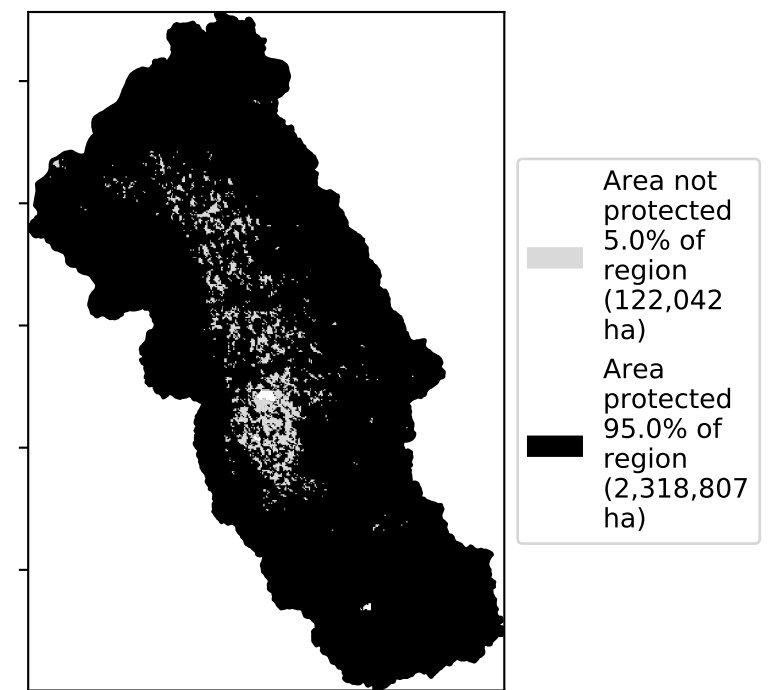 Area not
protected
5.0% of
region
(122,042
ha)
Area
protected
95.0% of
region
(2,318,807
ha)